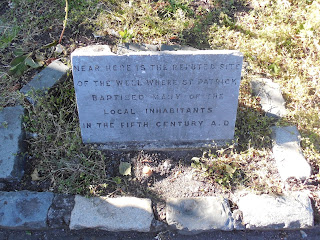 NEAR HERE IS THE REPUTED SITE
OF THE WELL WHERE ST PATRICK
BAPTISED MANY OF THE
LOCAL INHABITANTS
IN THE FIFTH CENTURY A.D